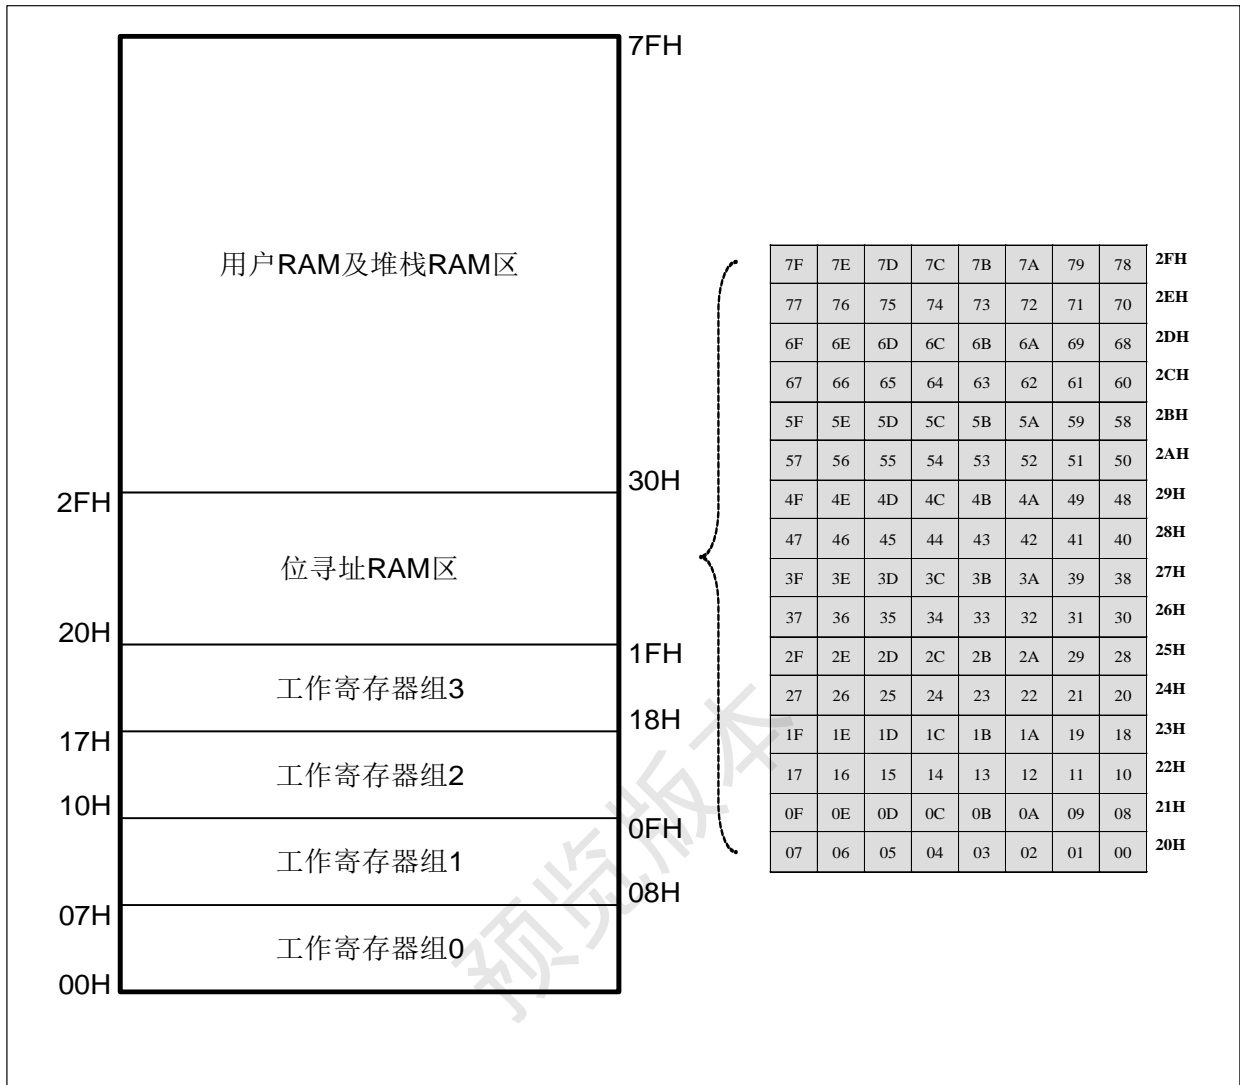 7FH
用户RAM及堆栈RAM区
30H
2FH
位寻址RAM区
20H
1FH
工作寄存器组3
18H
17H
工作寄存器组2
10H
0FH
工作寄存器组1
08H
07H
工作寄存器组0
00H
7F 7E 7D 7C 7B 7A 79 78 2FH
77 76 75 74 73 72 71 70 2EH
6F 6E 6D 6C 6B 6A 69 68 2DH
67 66 65 64 63 62 61 60 2CH
5F 5E 5D 5C 5B 5A 59 58 2BH
57 56 55 54 53 52 51 50 2AH
4F 4E 4D 4C 4B 4A 49 48 29H
47 46 45 44 43 42 41 40 28H
3F 3E 3D 3C 3B 3A 39 38 27H
37 36 35 34 33 32 31 30 26H
2F 2E 2D 2C 2B 2A 29 28 25H
27 26 25 24 23 22 21 20 24H
1F 1E 1D 1C 1B 1A 19 18 23H
17 16 15 14 13 12 11 10 22H
0F 0E 0D 0C 0B 0A 09 08 21H
07 06 05 04 03 02 01 00 20H
预览版本